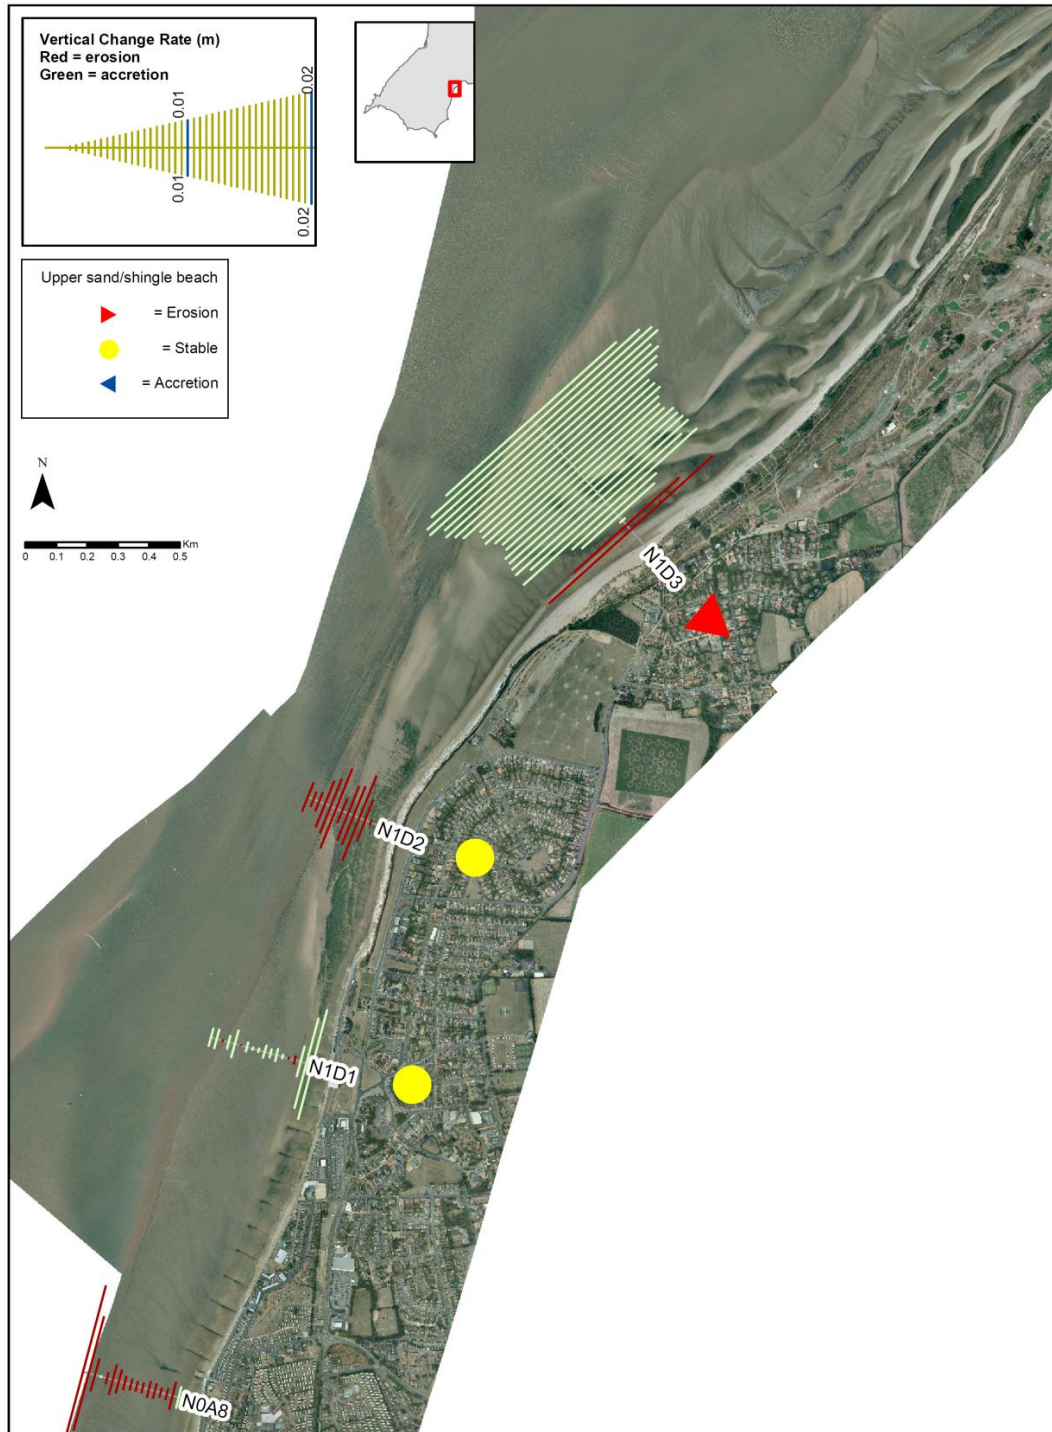 Vertical Change Rate (m)
Red = erosion
Green = accretion
0.01
0.02
0.01
0.02
Upper sand/shingle beach
= Erosion
= Stable
= Accretion
N
Km
0 0.1 0.2 0.3 0.4 0.5
N1D3
N1D2
N1D1
N0A8